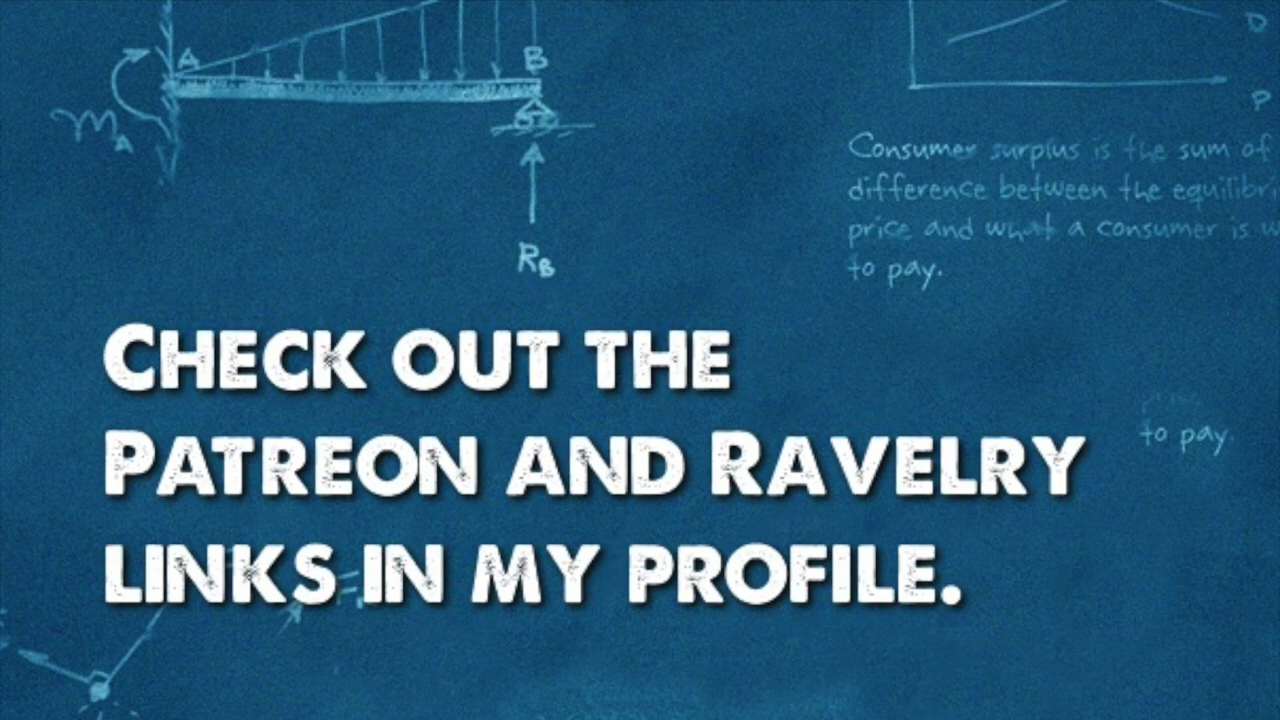 A
B
M
A
R
B
D
P
Consumer surplus is the sum of
difference between the equilibri
price and what a consumer is w
to pay.
CHECK OUT THE
PATREON AND RAVELRY
to pay.
LINKS IN MY PROFILE.